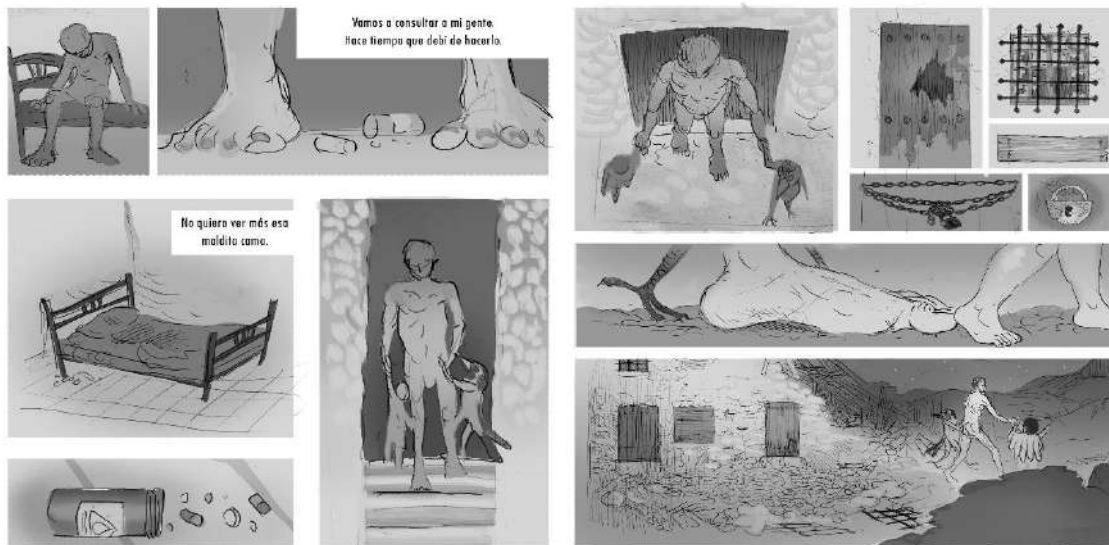 Vamos a consultar a mi gente.
Hace tiempo que debí de hacerlo.
No quiero ver más esa
maldita cama.